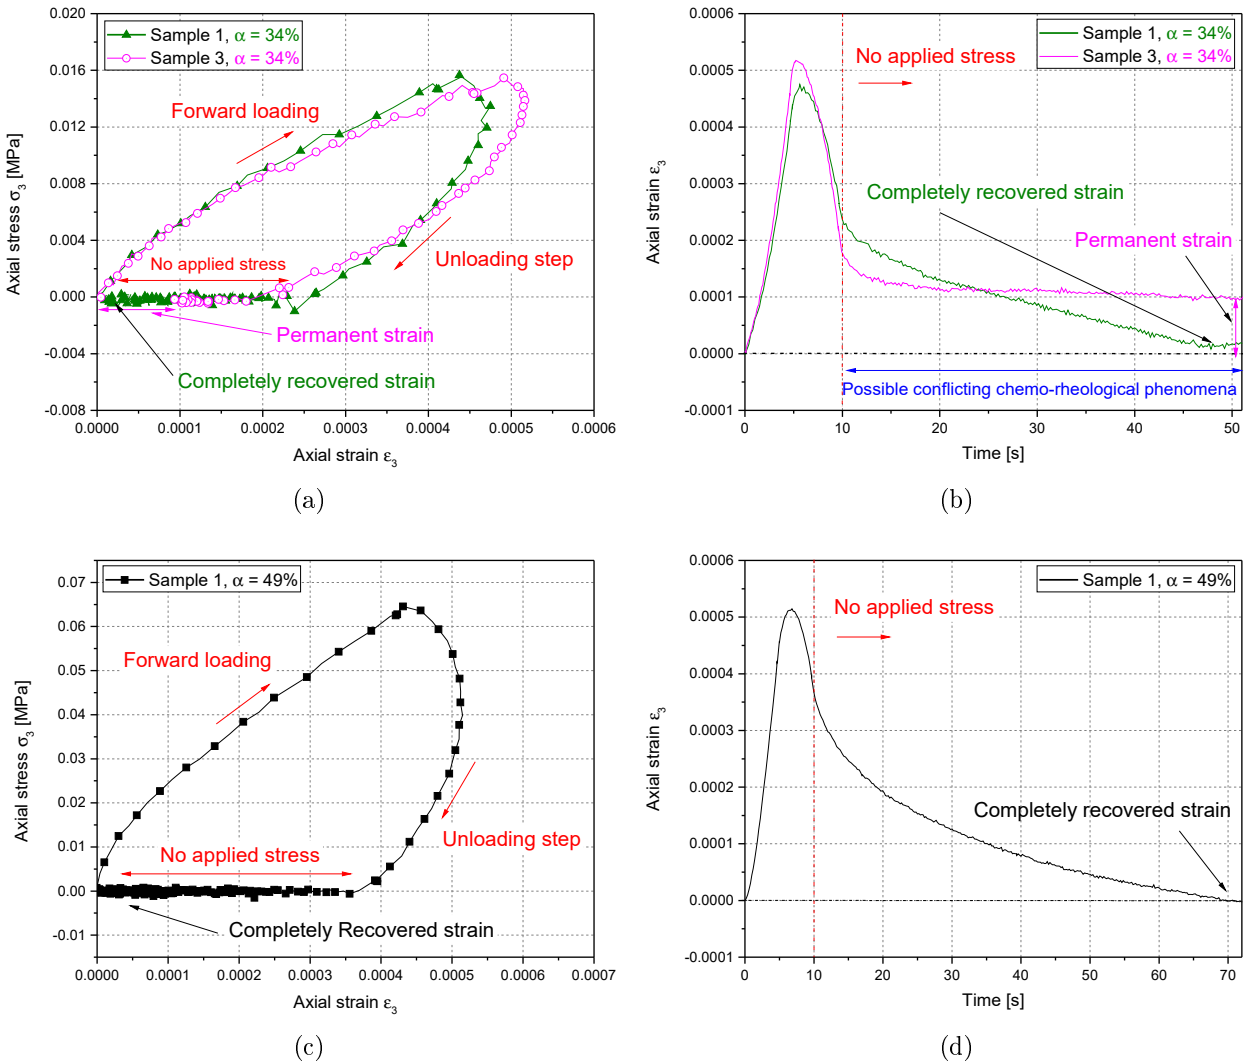 Sample 1, α = 34%
Sample 3, α = 34%
Forward loading
No applied stress
Unloading step
Permanent strain
Completely recovered strain
0.020
0.016
0.012
0.008
0.004
0.000
-0.004
-0.008
Axial stress σ₃ [MPa]
0.0000 0.0001 0.0002 0.0003 0.0004 0.0005 0.0006
Axial strain ε₃
(a)
Sample 1, α = 34%
Sample 3, α = 34%
No applied stress
Completely recovered strain
Permanent strain
Possible conflicting chemo-rheological phenomena
0.0006
0.0005
0.0004
0.0003
0.0002
0.0001
0.0000
-0.0001
Axial strain ε₃
0 10 20 30 40 50
Time [s]
(b)
Sample 1, α = 49%
Forward loading
No applied stress
Unloading step
Completely Recovered strain
0.07
0.06
0.05
0.04
0.03
0.02
0.01
0.00
-0.01
Axial stress σ₃ [MPa]
0.0000 0.0001 0.0002 0.0003 0.0004 0.0005 0.0006 0.0007
Axial strain ε₃
(c)
Sample 1, α = 49%
No applied stress
Completely recovered strain
0.0006
0.0005
0.0004
0.0003
0.0002
0.0001
0.0000
-0.0001
Axial strain ε₃
0 10 20 30 40 50 60 70
Time [s]
(d)